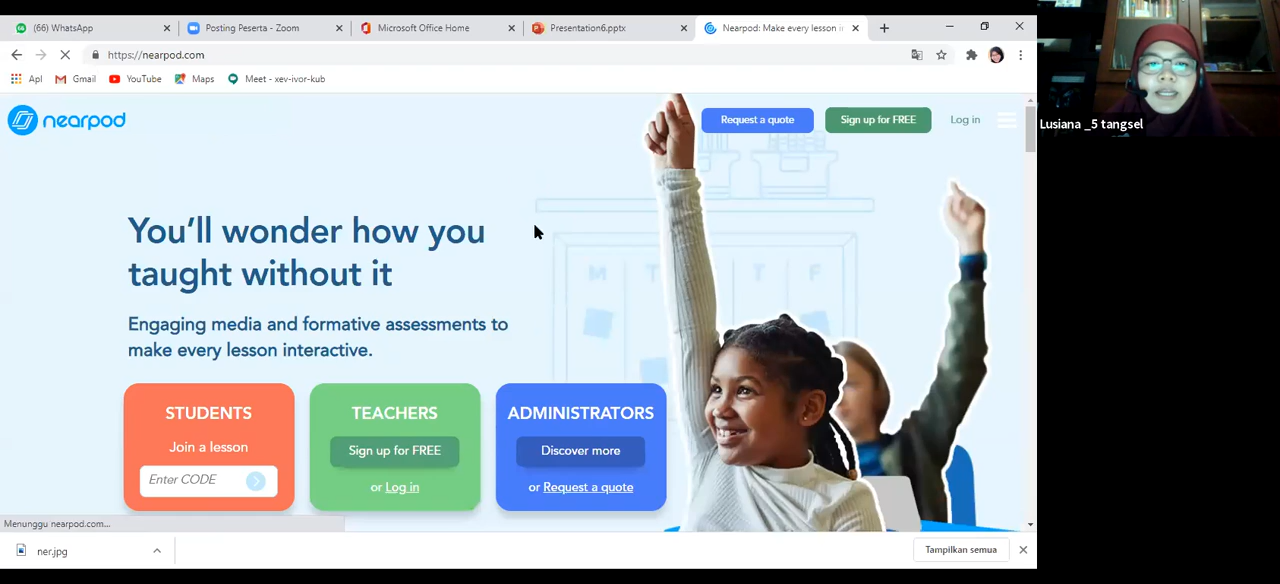 (66) WhatsApp
Posting Peserta - Zoom
Microsoft Office Home
Presentation6.pptx
Nearpod: Make every lesson i
https://nearpod.com
Apl
Gmail
YouTube
Maps
Meet - xev-ivor-kub
nearpod
Request a quote
Sign up for FREE
Log in
Lusiana _5 tangsel
M T T F
You'll wonder how you
taught without it
Engaging media and formative assessments to
make every lesson interactive.
STUDENTS
Join a lesson
Enter CODE
TEACHERS
Sign up for FREE
or Log in
ADMINISTRATORS
Discover more
or Request a quote
Menunggu nearpod.com...
ner.jpg
Tampilkan semua